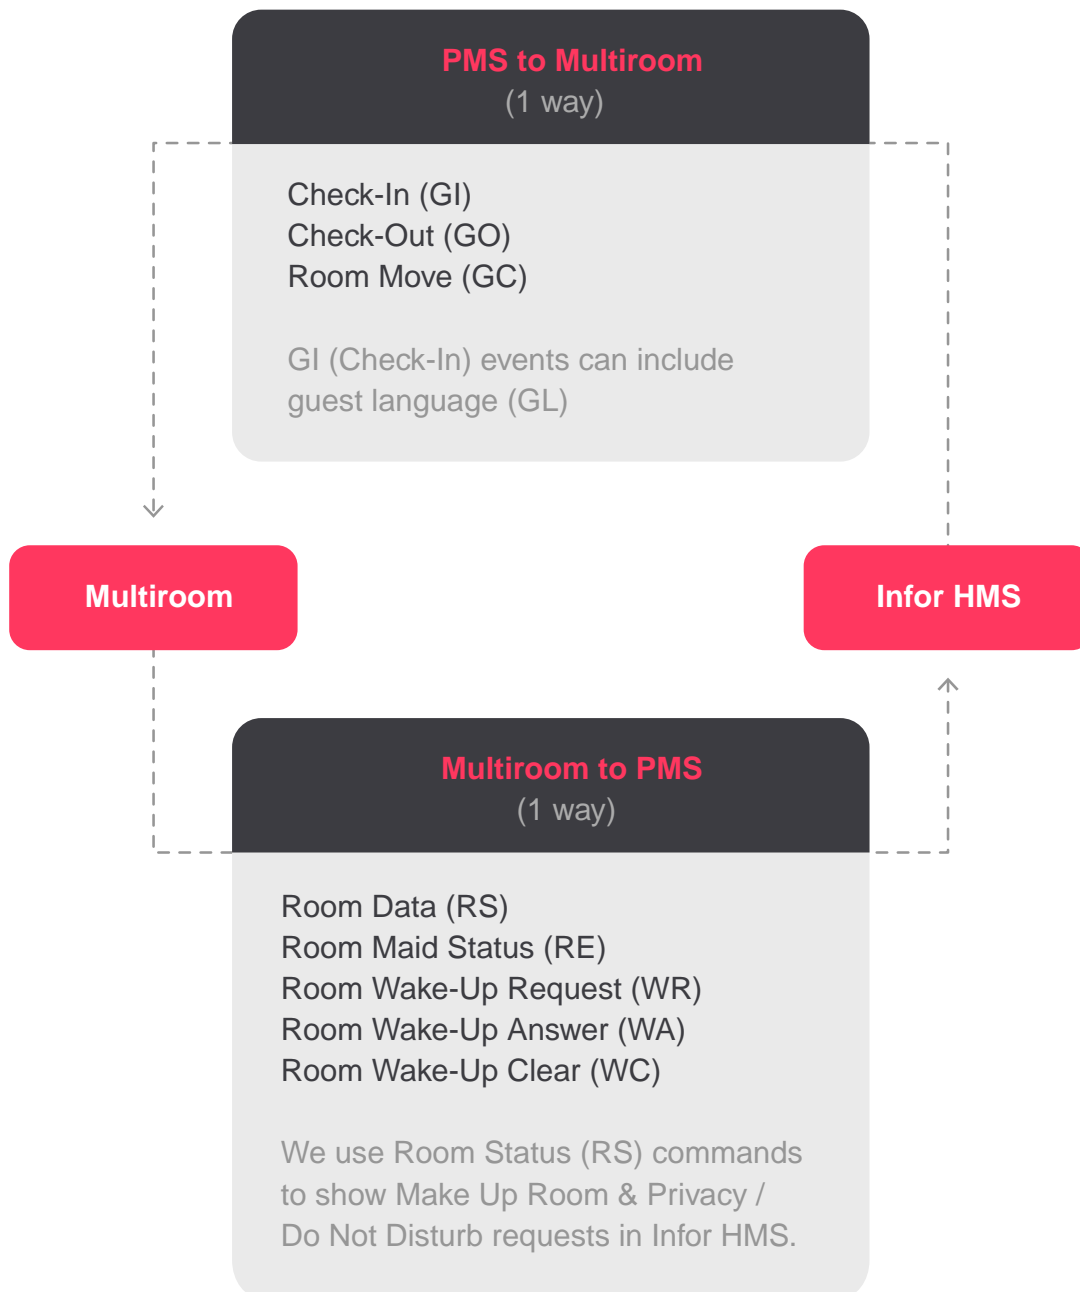 PMS to Multiroom
(1 way)
Check-In (GI)
Check-Out (GO)
Room Move (GC)
GI (Check-In) events can include
guest language (GL)
Multiroom
Infor HMS
Multiroom to PMS
(1 way)
Room Data (RS)
Room Maid Status (RE)
Room Wake-Up Request (WR)
Room Wake-Up Answer (WA)
Room Wake-Up Clear (WC)
We use Room Status (RS) commands
to show Make Up Room & Privacy /
Do Not Disturb requests in Infor HMS.